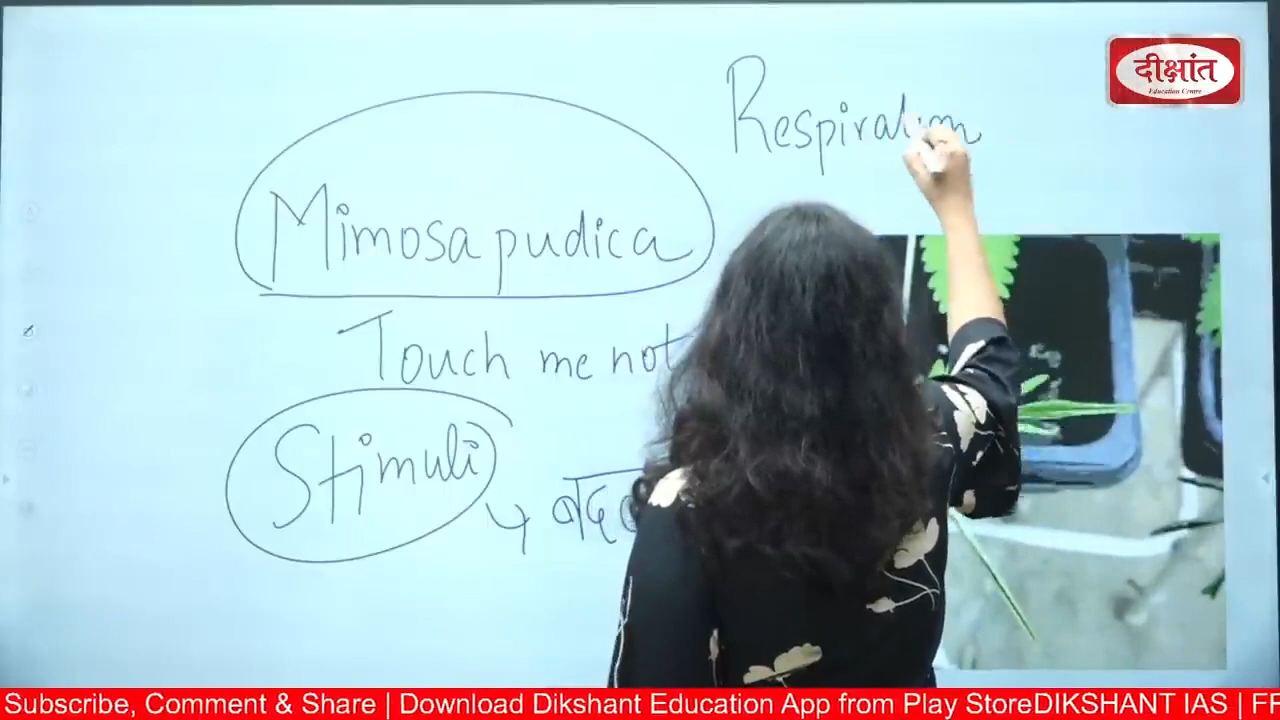 Respiration
दीक्षांत
Education Centre
Mimosa pudica
Touch me not
Stimuli
Subscribe, Comment & Share | Download Dikshant Education App from Play StoreDIKSHANT IAS | FR